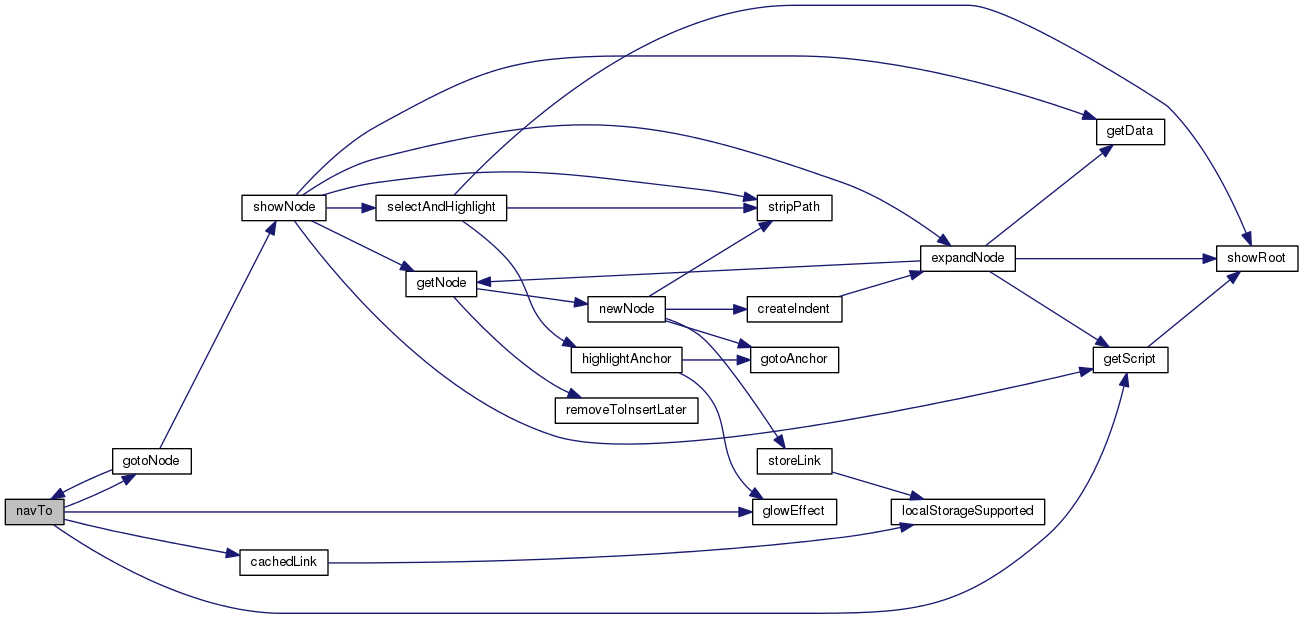 getData
showNode
selectAndHighlight
stripPath
expandNode
showRoot
getNode
newNode
createIndent
highlightAnchor
gotoAnchor
getScript
removeToInsertLater
gotoNode
storeLink
navTo
glowEffect
localStorageSupported
cachedLink